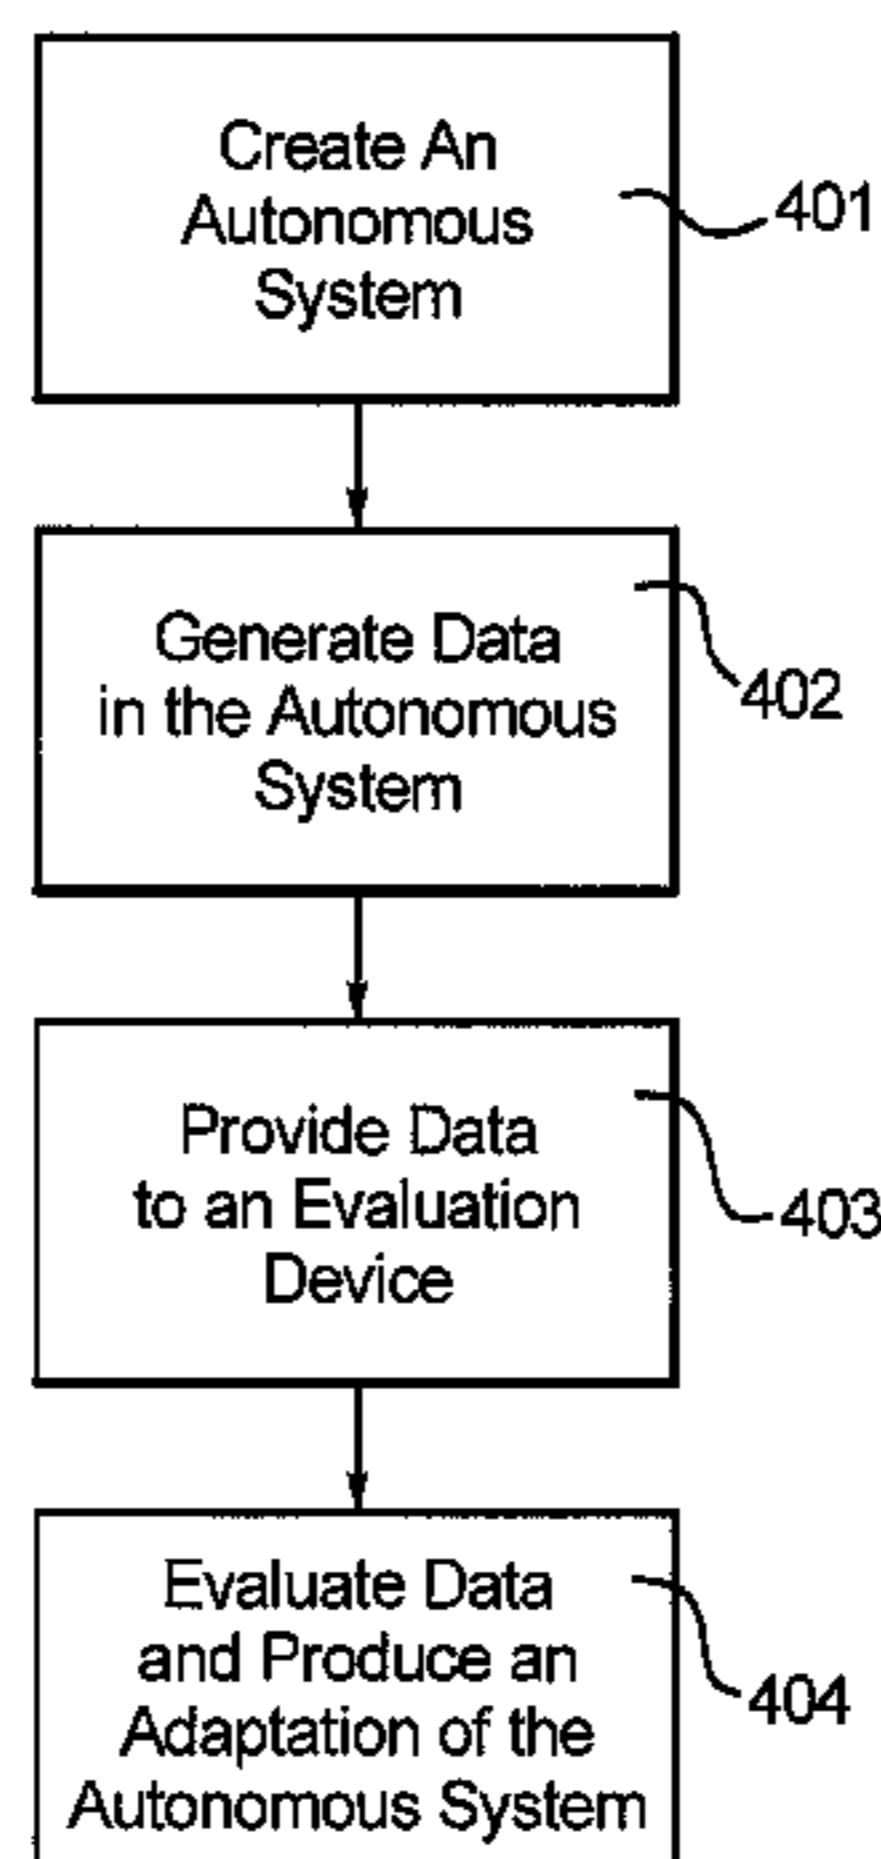 Create An
Autonomous
System
401
Generate Data
in the Autonomous
System
402
Provide Data
to an Evaluation
Device
403
Evaluate Data
and Produce an
Adaptation of the
Autonomous System
404